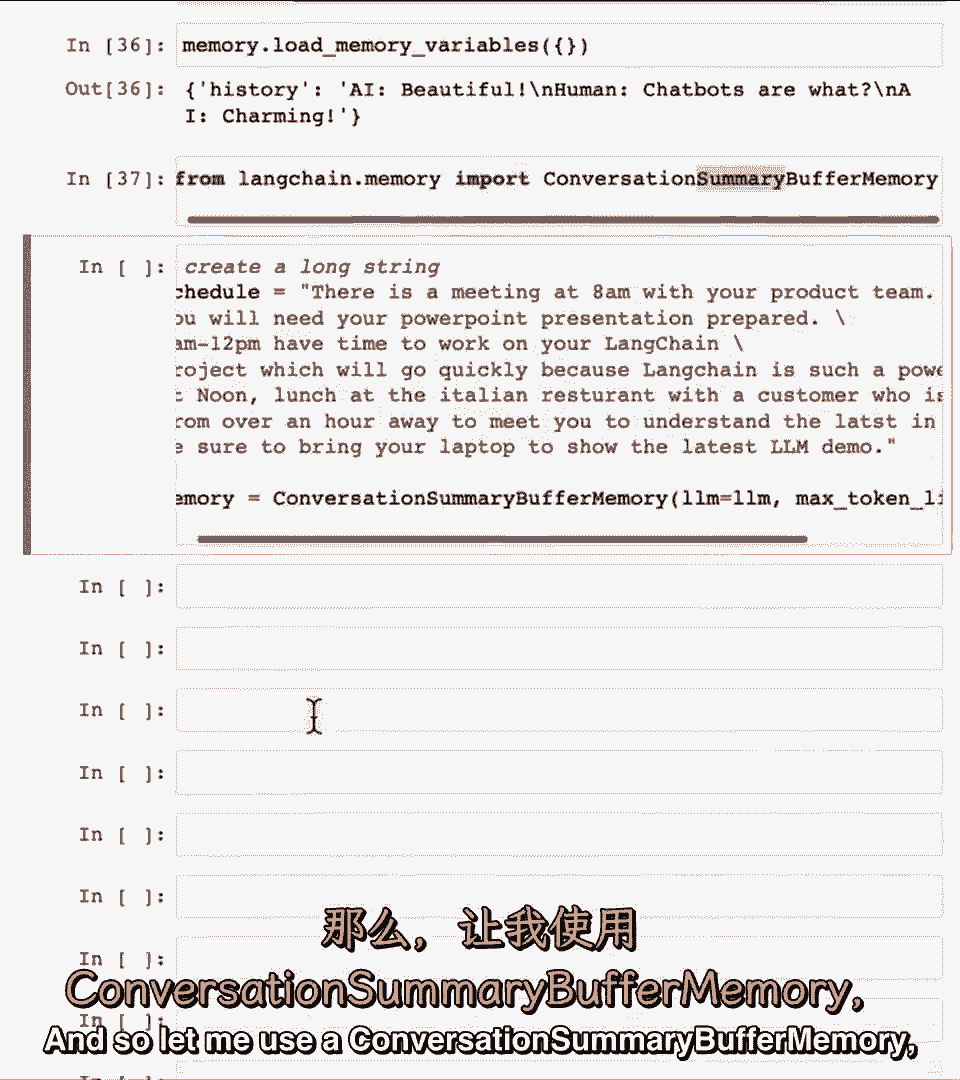 In [36]: memory.load_memory_variables({})
Out[36]: {'history': 'AI: Beautiful!\nHuman: Chatbots are what?\nA
I: Charming!'}
In [37]: from langchain.memory import ConversationSummaryBufferMemory
In [ ]: create a long string
chedule = "There is a meeting at 8am with your product team.
ou will need your powerpoint presentation prepared. \
am-12pm have time to work on your LangChain \
roject which will go quickly because Langchain is such a powe
t Noon, lunch at the italian resturant with a customer who is
rom over an hour away to meet you to understand the latst in
e sure to bring your laptop to show the latest LLM demo."
emory = ConversationSummaryBufferMemory(llm=llm, max_token_li
In [ ]:
In [ ]:
In [ ]:
In [ ]:
In [ ]:
In [ ]:
In [ ]:
In [ ]:
那么，让我使用
ConversationSummaryBufferMemory,
And so let me use a ConversationSummaryBufferMemory,